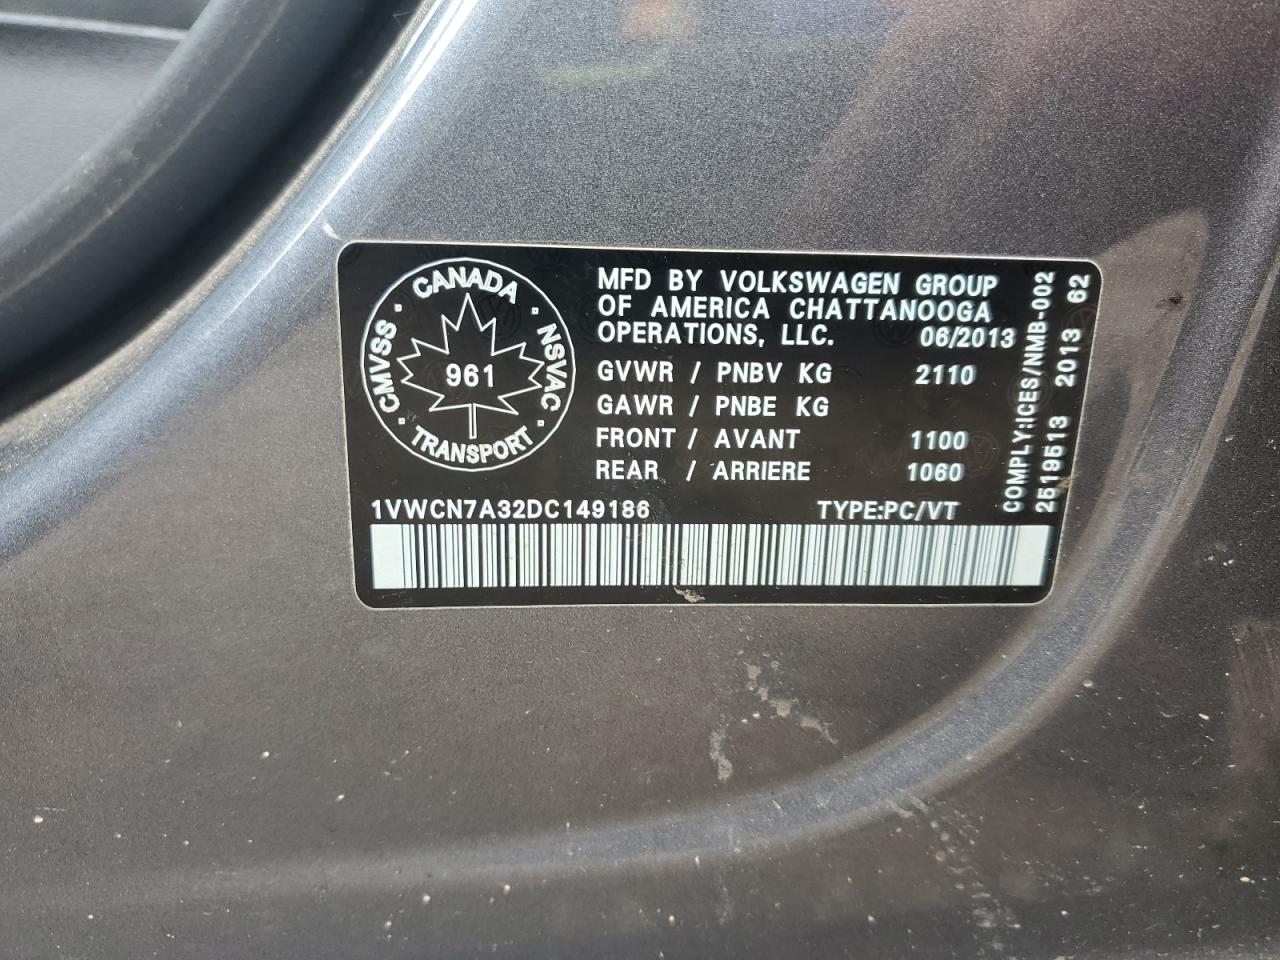 CANADA
CMVSS
NSVAC
961
TRANSPORT
MFD BY VOLKSWAGEN GROUP
OF AMERICA CHATTANOOGA
OPERATIONS, LLC. 06/2013
GVWR / PNBV KG 2110
GAWR / PNBE KG
FRONT / AVANT 1100
REAR / ARRIERE 1060
1VWCN7A32DC149186 TYPE:PC/VT
COMPLY:ICES/NMB-002
2519513 2013 62